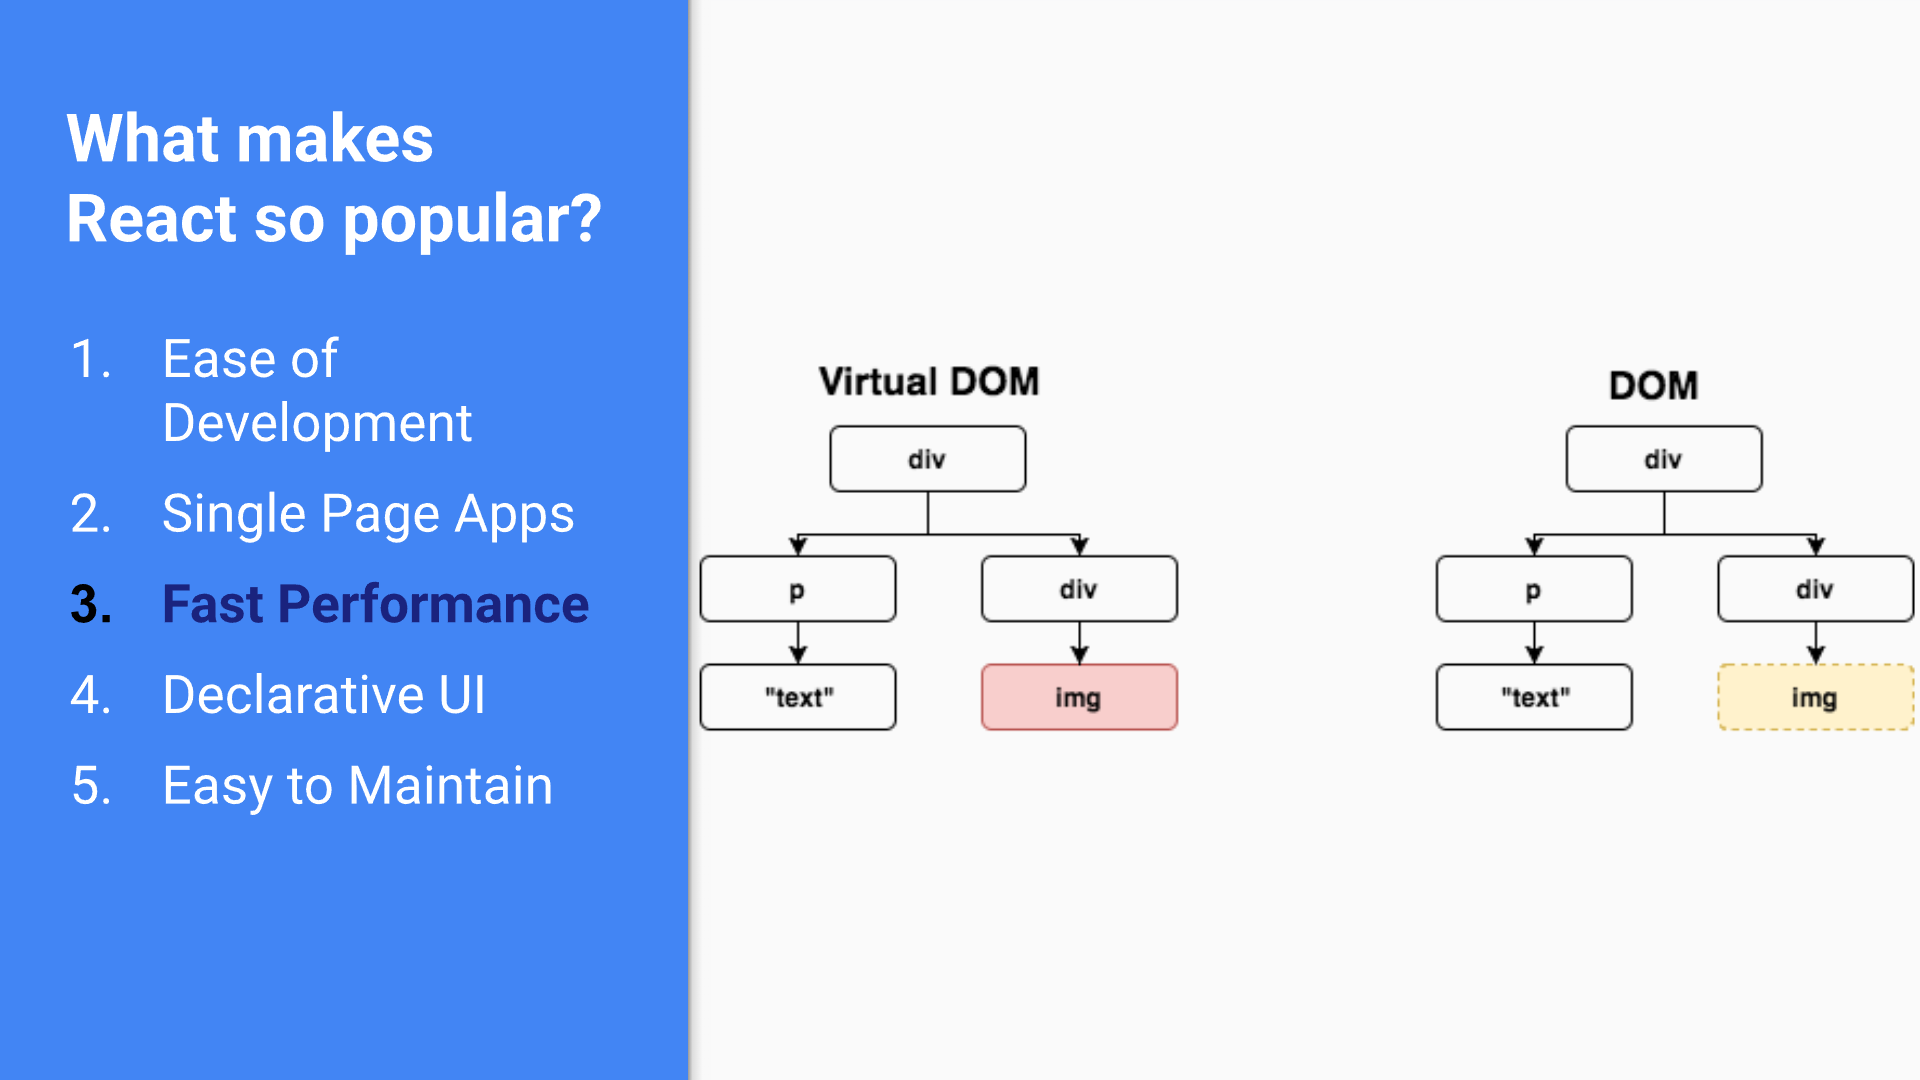 What makes
React so popular?
1. Ease of
Development
2. Single Page Apps
3. Fast Performance
4. Declarative UI
5. Easy to Maintain
Virtual DOM
div
p
div
"text"
img
DOM
div
p
div
"text"
img